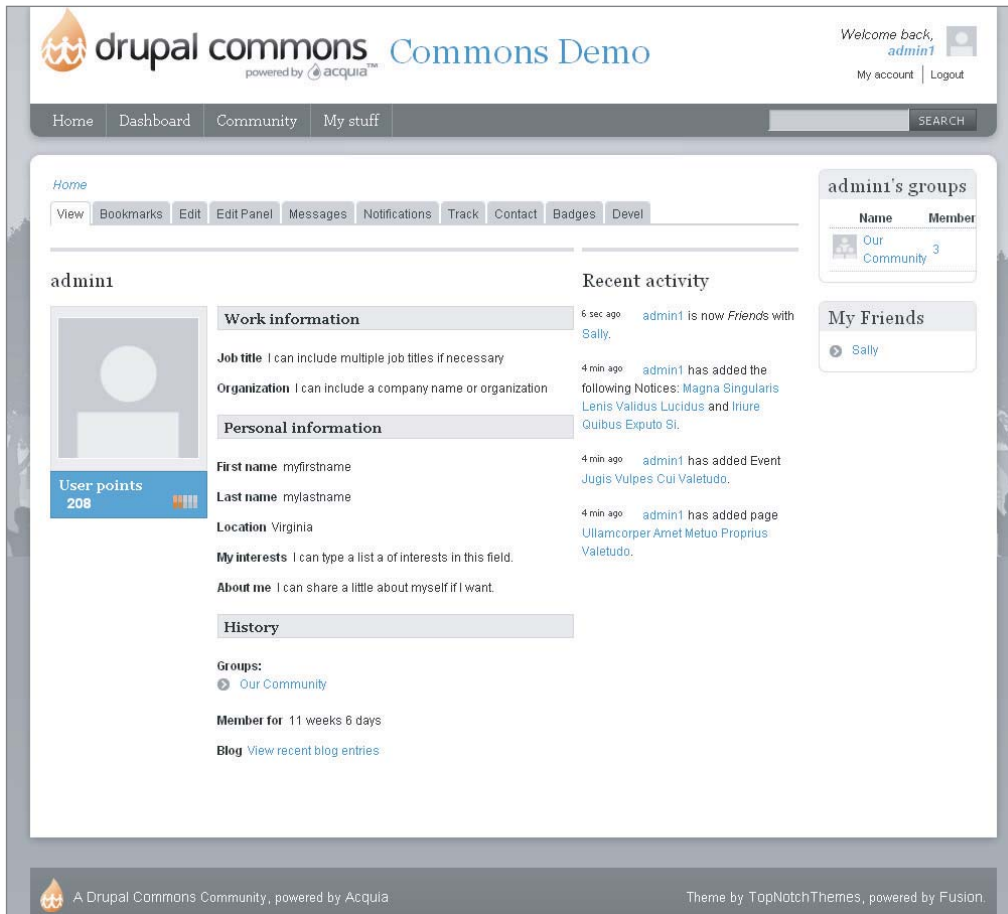 drupal commons
powered by acquia™
Commons Demo
Welcome back,
admin1
My account | Logout
Home
Dashboard
Community
My stuff
SEARCH
Home
View
Bookmarks
Edit
Edit Panel
Messages
Notifications
Track
Contact
Badges
Devel
admin1
User points
208
Work information
Job title I can include multiple job titles if necessary
Organization I can include a company name or organization
Personal information
First name myfirstname
Last name mylastname
Location Virginia
My interests I can type a list a of interests in this field.
About me I can share a little about myself if I want.
History
Groups:
Our Community
Member for 11 weeks 6 days
Blog View recent blog entries
Recent activity
6 sec ago admin1 is now Friends with
Sally.
4 min ago admin1 has added the
following Notices: Magna Singularis
Lenis Validus Lucidus and Iriure
Quibus Exputo Si.
4 min ago admin1 has added Event
Jugis Vulpes Cui Valetudo.
4 min ago admin1 has added page
Ullamcorper Amet Metuo Proprius
Valetudo.
admin1's groups
Name Member
Our
Community 3
My Friends
Sally
A Drupal Commons Community, powered by Acquia
Theme by TopNotchThemes, powered by Fusion.